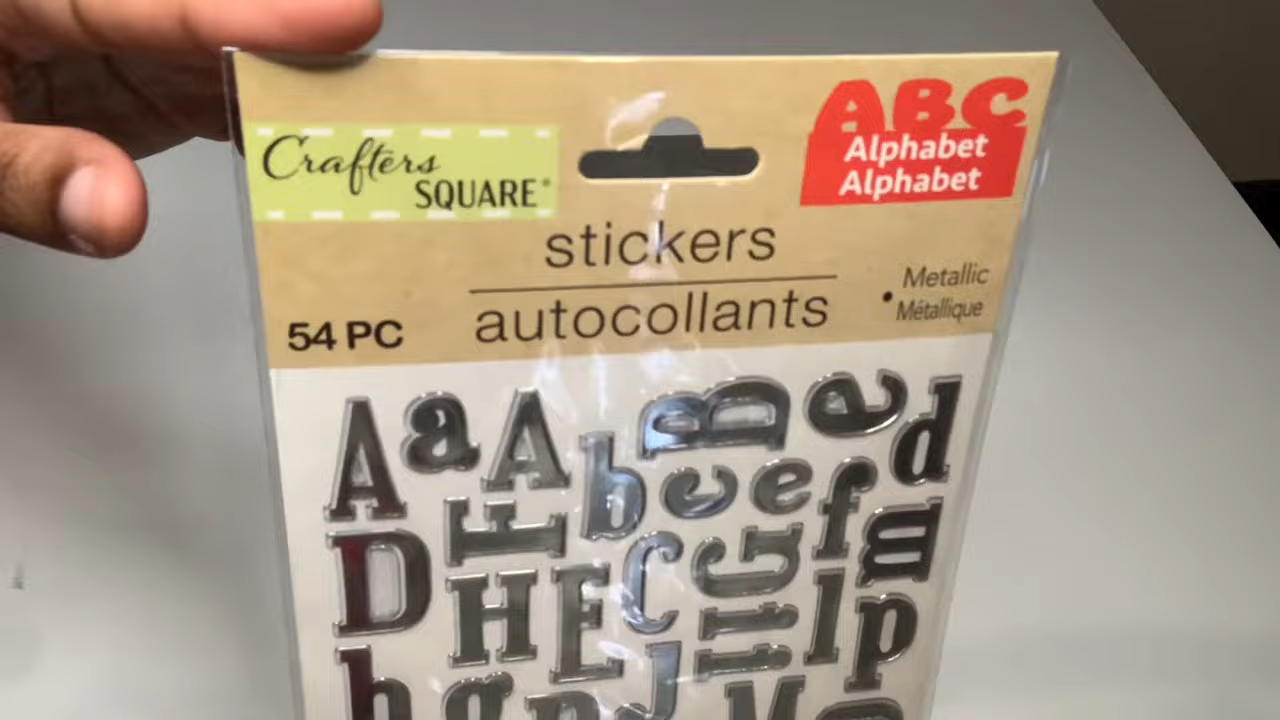 Crafters
SQUARE®
ABC
Alphabet
Alphabet
stickers
autocollants
54 PC
• Metallic
Métallique
A a A b B c e e d
D H E C G f m
l p
h g J M